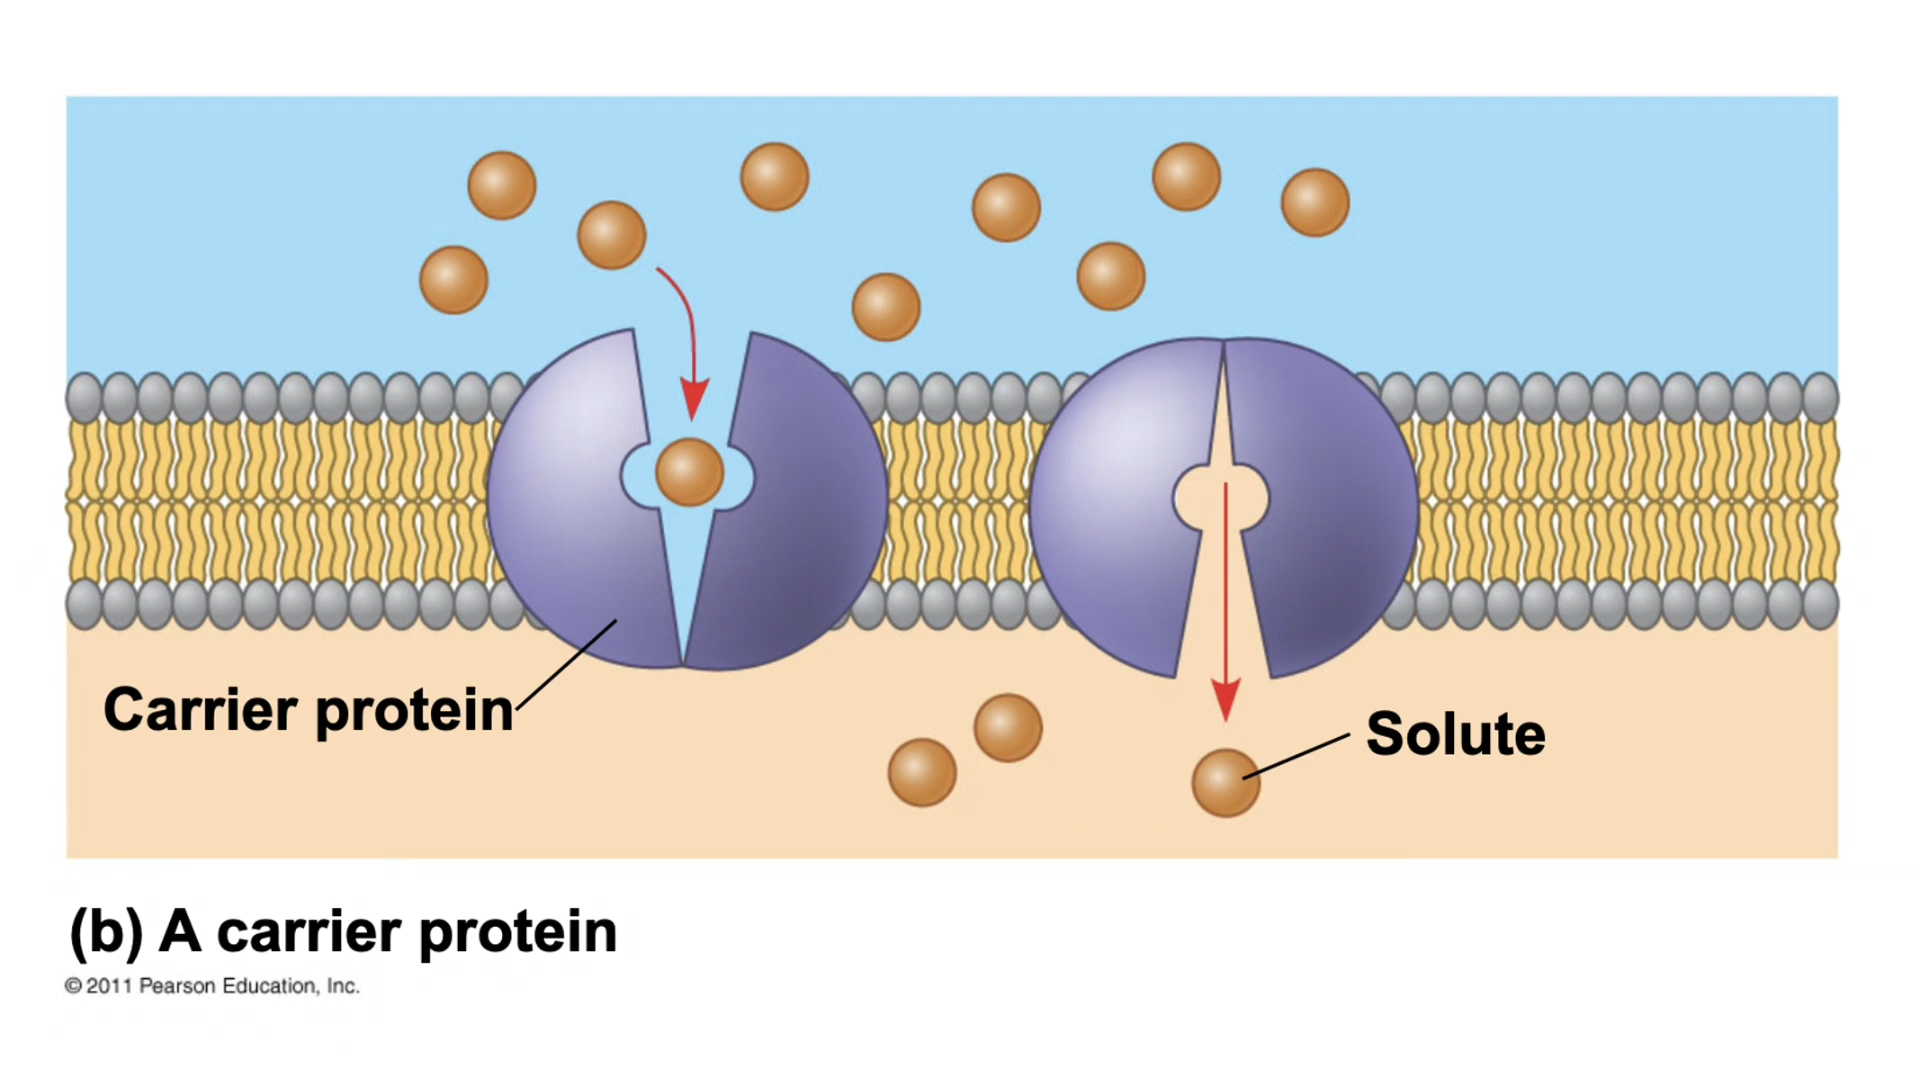 Carrier protein
Solute
(b) A carrier protein
© 2011 Pearson Education, Inc.